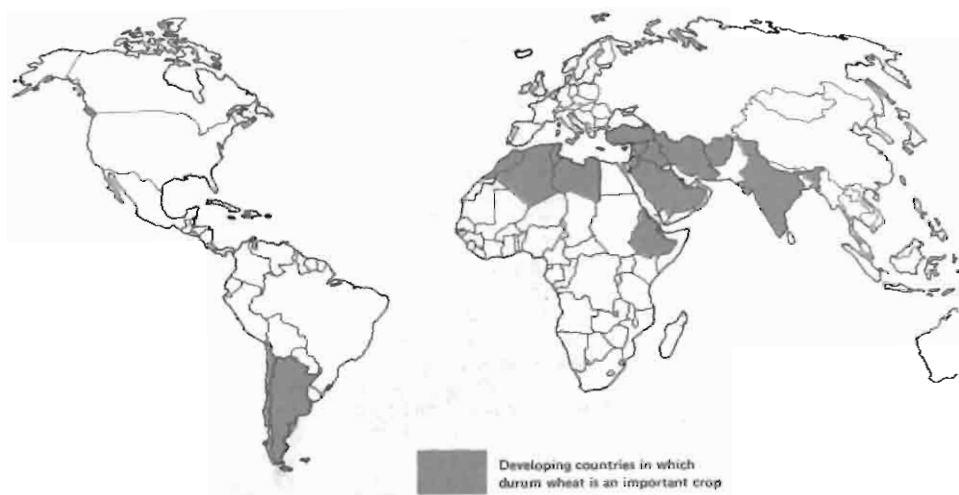 Developing countries in which
durum wheat is an important crop